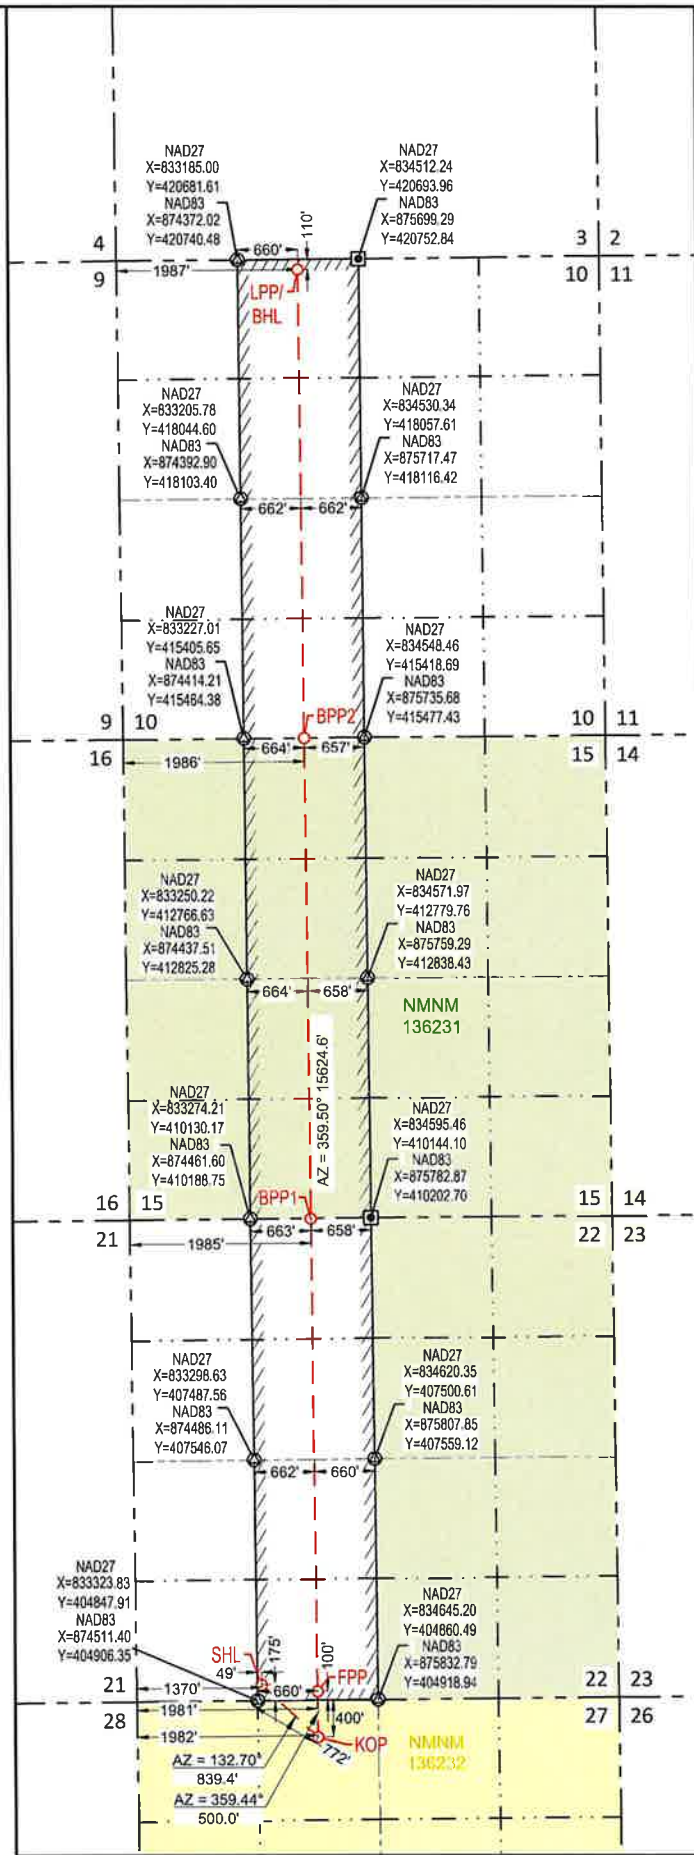 NAD27
X=833185.00
Y=420681.61
NAD83
X=874372.02
Y=420740.48
NAD27
X=834512.24
Y=420693.96
NAD83
X=875699.29
Y=420752.84
660'
110'
4
9
3 2
10 11
1987'
LPP/
BHL
NAD27
X=833205.78
Y=418044.60
NAD83
X=874392.90
Y=418103.40
NAD27
X=834530.34
Y=418057.61
NAD83
X=875717.47
Y=418116.42
662' 662'
NAD27
X=833227.01
Y=415405.65
NAD83
X=874414.21
Y=415464.38
NAD27
X=834548.46
Y=415418.69
NAD83
X=875735.68
Y=415477.43
BPP2
9 10
16
10 11
15 14
664' 657'
1986'
NAD27
X=833250.22
Y=412766.63
NAD83
X=874437.51
Y=412825.28
NAD27
X=834571.97
Y=412779.76
NAD83
X=875759.29
Y=412838.43
664' 658'
NMNM
136231
AZ = 359.50° 15624.6'
NAD27
X=833274.21
Y=410130.17
NAD83
X=874461.60
Y=410188.75
NAD27
X=834595.46
Y=410144.10
NAD83
X=875782.87
Y=410202.70
BPP1
16 15
21
15 14
22 23
663' 658'
1985'
NAD27
X=833298.63
Y=407487.56
NAD83
X=874486.11
Y=407546.07
NAD27
X=834620.35
Y=407500.61
NAD83
X=875807.85
Y=407559.12
662' 660'
NAD27
X=833323.83
Y=404847.91
NAD83
X=874511.40
Y=404906.35
NAD27
X=834645.20
Y=404860.49
NAD83
X=875832.79
Y=404918.94
SHL
175'
49'
100'
660'
FPP
21
28
22 23
27 26
1370'
1981'
1982'
400'
KOP
772'
NMNM
136232
AZ = 132.70°
839.4'
AZ = 359.44°
500.0'